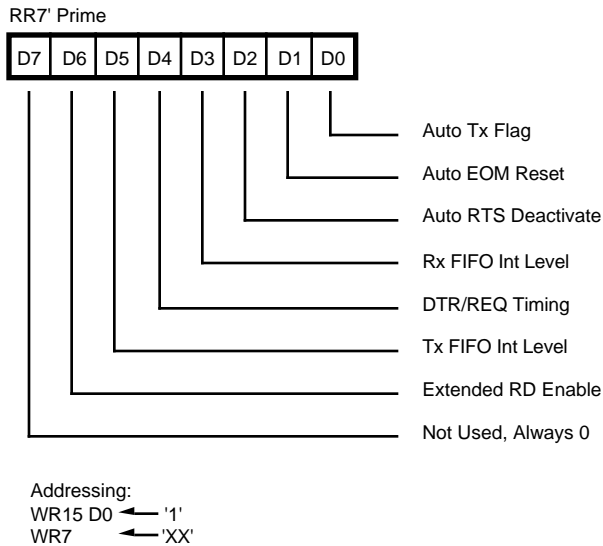 RR7' Prime
D7 D6 D5 D4 D3 D2 D1 D0
Auto Tx Flag
Auto EOM Reset
Auto RTS Deactivate
Rx FIFO Int Level
DTR/REQ Timing
Tx FIFO Int Level
Extended RD Enable
Not Used, Always 0
Addressing:
WR15 D0 '1'
WR7 'XX'